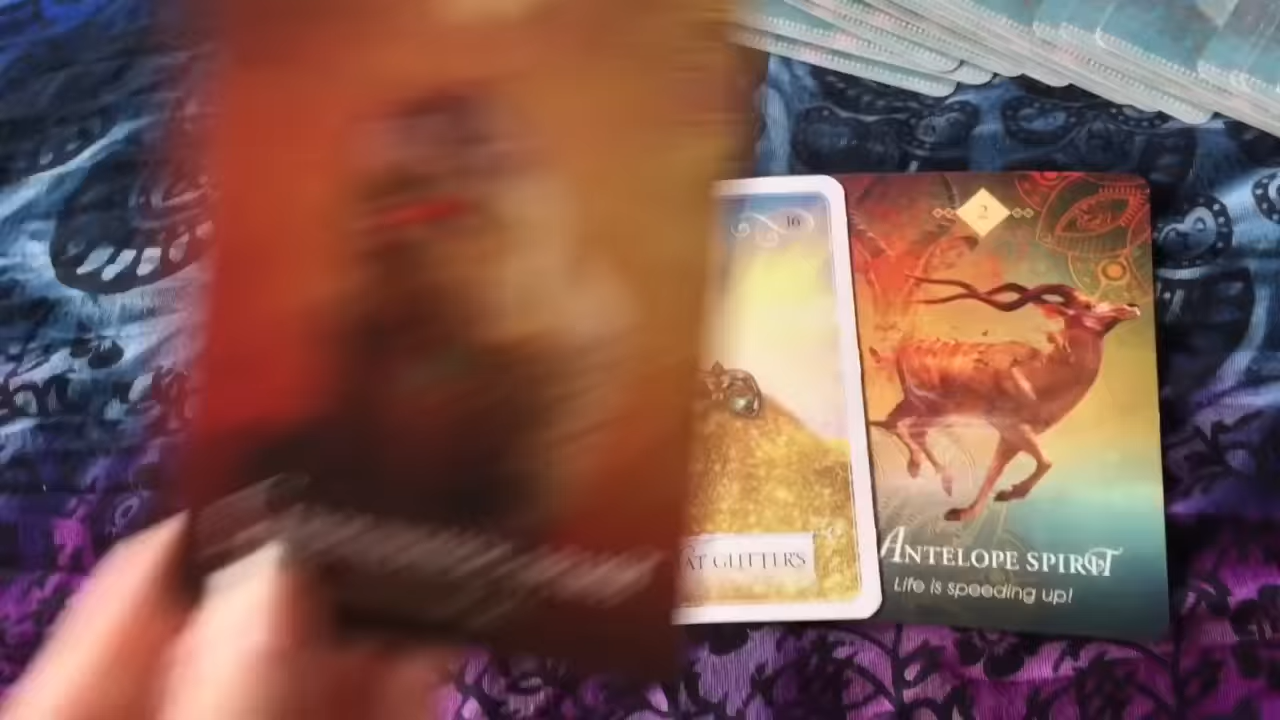 16
AT GLITTERS
2
ANTELOPE SPIRIT
Life is speeding up!